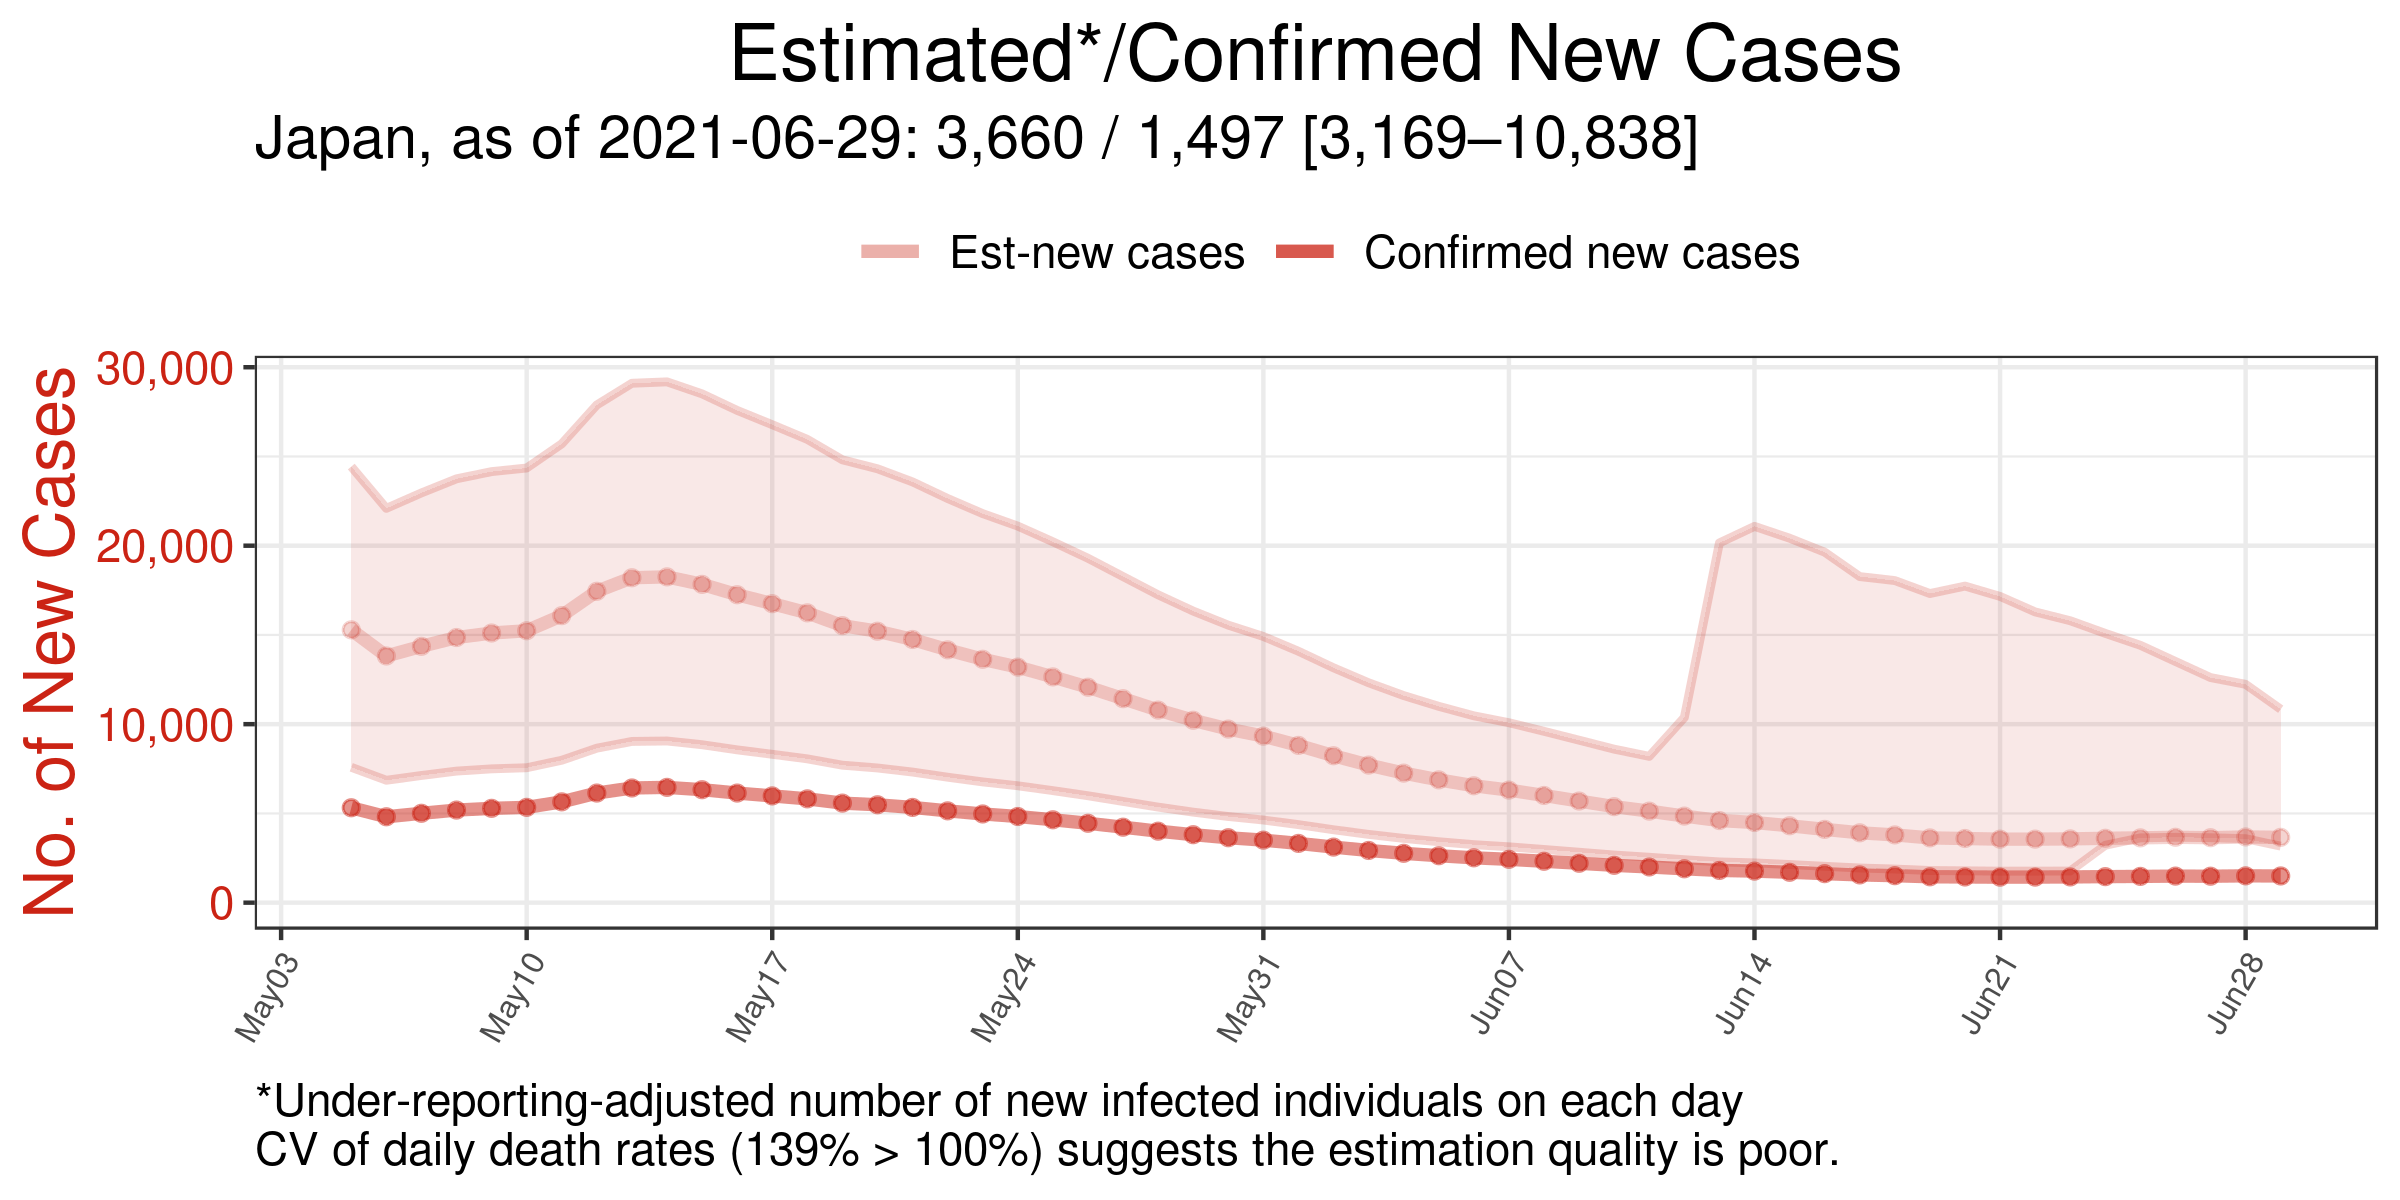 Estimated*/Confirmed New Cases
Japan, as of 2021-06-29: 3,660 / 1,497 [3,169–10,838]
Est-new cases
Confirmed new cases
No. of New Cases
30,000
20,000
10,000
0
May03
May10
May17
May24
May31
Jun07
Jun14
Jun21
Jun28
*Under-reporting-adjusted number of new infected individuals on each day
CV of daily death rates (139% > 100%) suggests the estimation quality is poor.